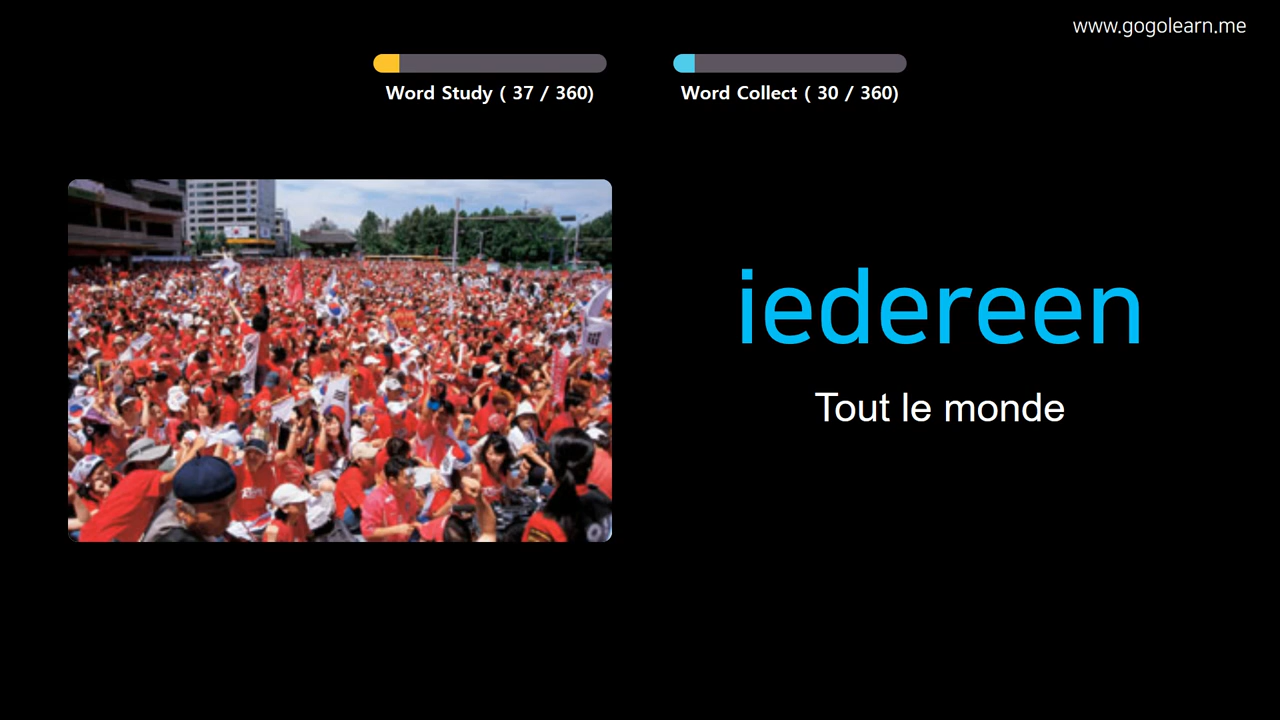 www.gogolearn.me
Word Study ( 37 / 360)
Word Collect ( 30 / 360)
iedereen
Tout le monde